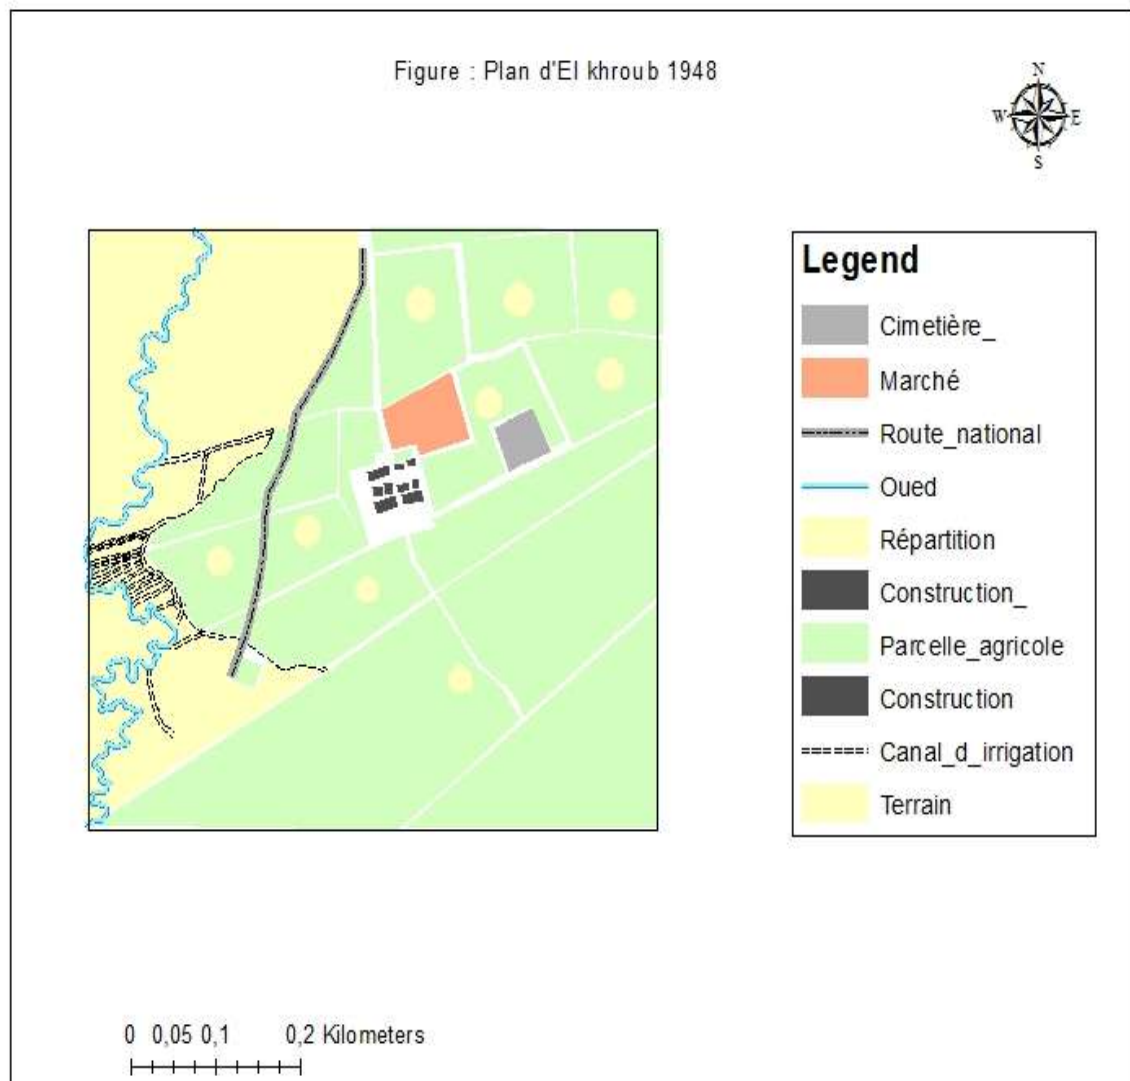 Figure : Plan d'El khroub 1948
N
W E
S
Legend
Cimetière_
Marché
Route_national
Oued
Répartition
Construction_
Parcelle_agricole
Construction
Canal_d_irrigation
Terrain
0 0,05 0,1 0,2 Kilometers